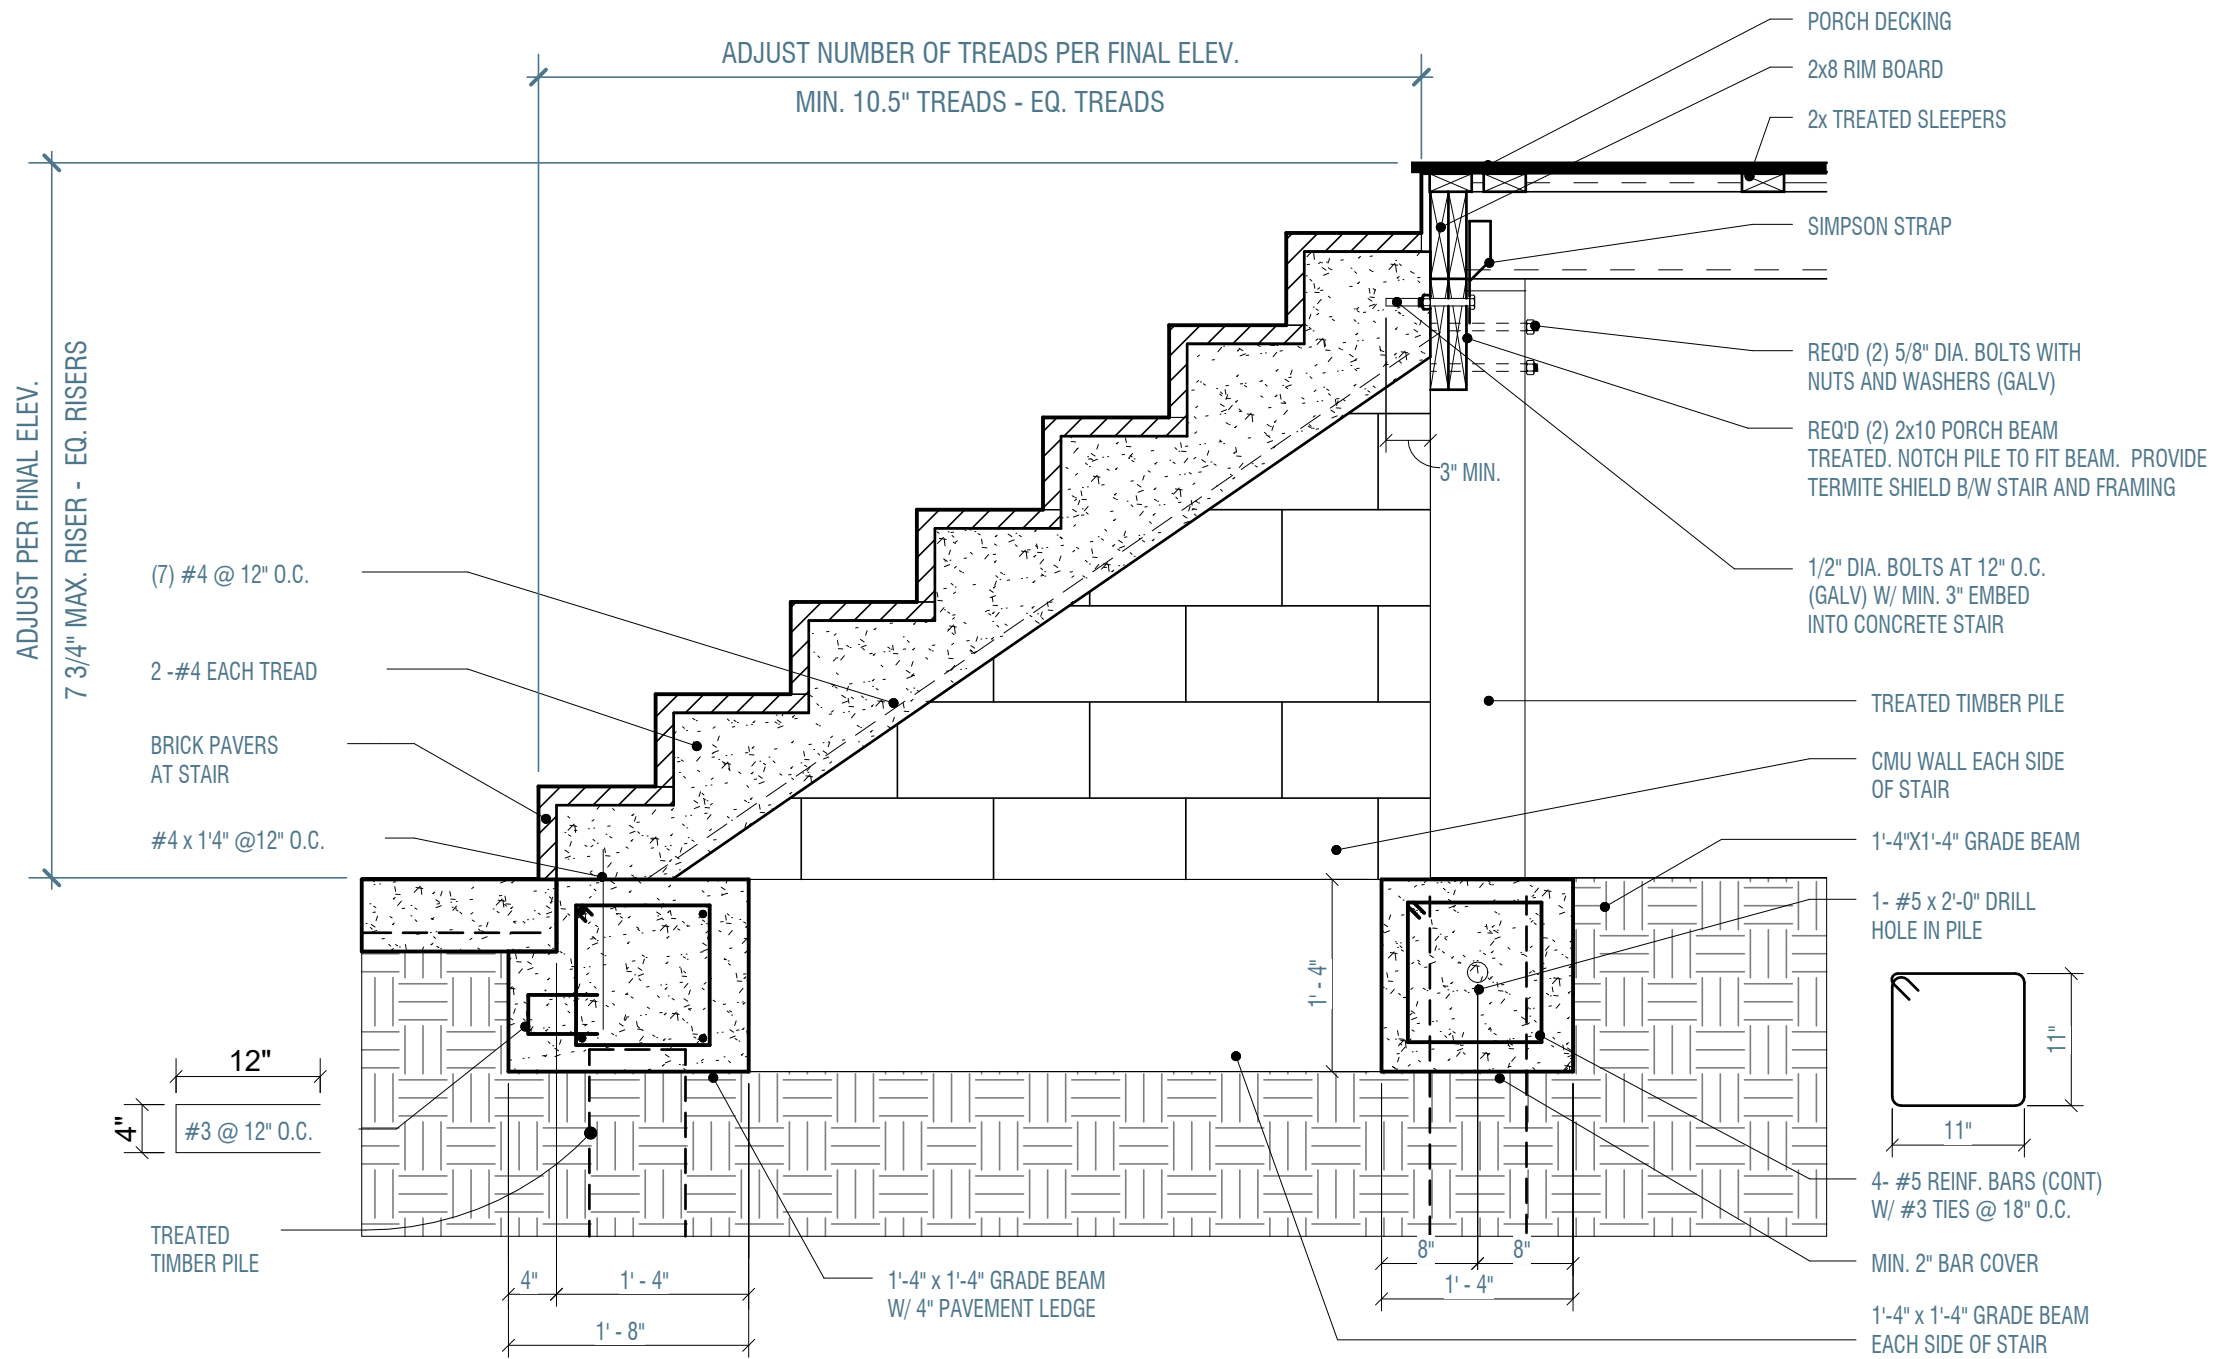 PORCH DECKING
ADJUST NUMBER OF TREADS PER FINAL ELEV.
2x8 RIM BOARD
MIN. 10.5" TREADS - EQ. TREADS
2x TREATED SLEEPERS
SIMPSON STRAP
REQ'D (2) 5/8" DIA. BOLTS WITH
NUTS AND WASHERS (GALV)
REQ'D (2) 2x10 PORCH BEAM
TREATED. NOTCH PILE TO FIT BEAM. PROVIDE
TERMITE SHIELD B/W STAIR AND FRAMING
3" MIN.
ADJUST PER FINAL ELEV.
7 3/4" MAX. RISER - EQ. RISERS
(7) #4 @ 12" O.C.
1/2" DIA. BOLTS AT 12" O.C.
(GALV) W/ MIN. 3" EMBED
INTO CONCRETE STAIR
2 -#4 EACH TREAD
TREATED TIMBER PILE
BRICK PAVERS
AT STAIR
CMU WALL EACH SIDE
OF STAIR
#4 x 1'4" @12" O.C.
1'-4"X1'-4" GRADE BEAM
1- #5 x 2'-0" DRILL
HOLE IN PILE
1' - 4"
11"
11"
12"
4"
#3 @ 12" O.C.
4- #5 REINF. BARS (CONT)
W/ #3 TIES @ 18" O.C.
TREATED
TIMBER PILE
8"
8"
MIN. 2" BAR COVER
4"
1' - 4"
1'-4" x 1'-4" GRADE BEAM
W/ 4" PAVEMENT LEDGE
1' - 4"
1' - 8"
1'-4" x 1'-4" GRADE BEAM
EACH SIDE OF STAIR